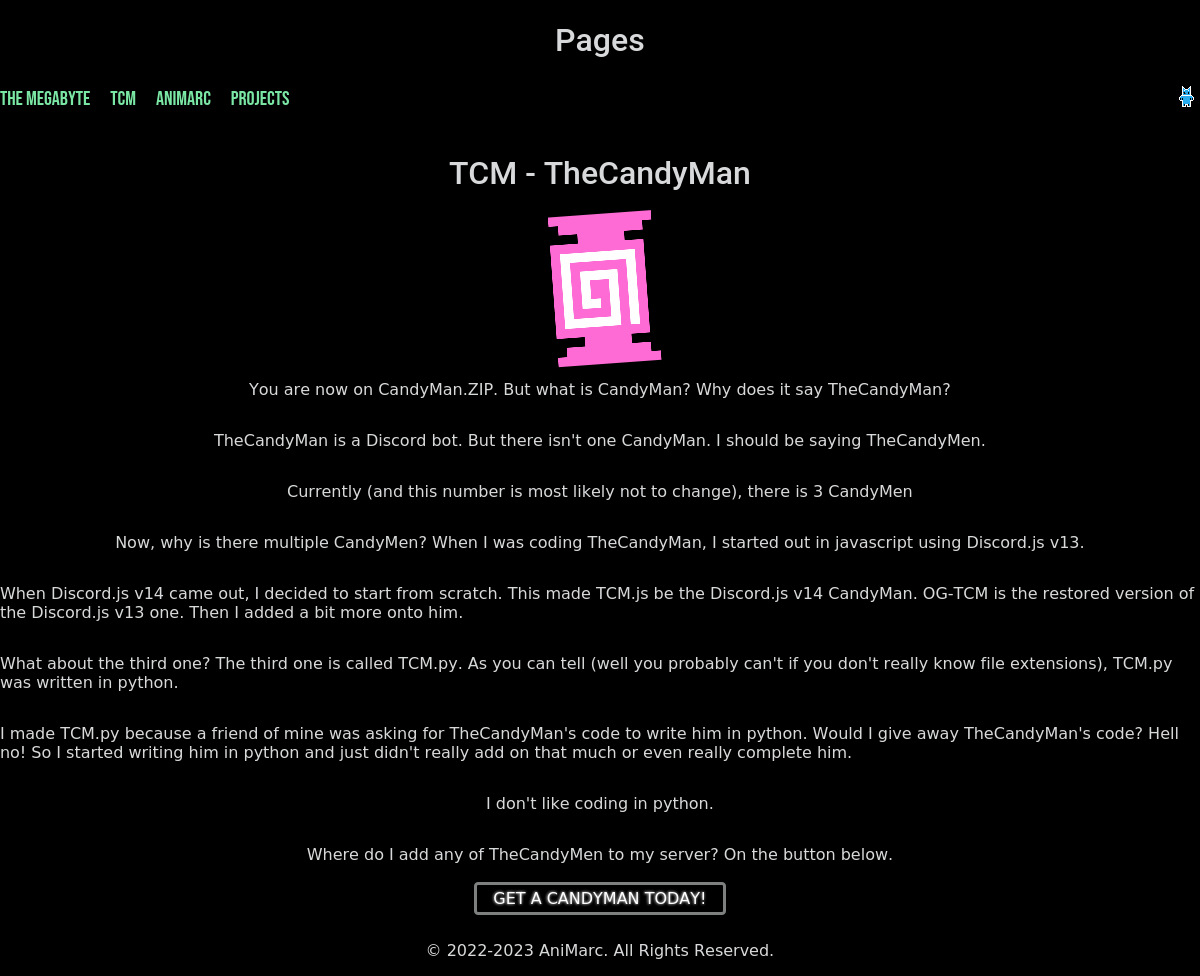 Pages
THE MEGABYTE TCM ANIMARC PROJECTS
TCM - TheCandyMan
You are now on CandyMan.ZIP. But what is CandyMan? Why does it say TheCandyMan?
TheCandyMan is a Discord bot. But there isn't one CandyMan. I should be saying TheCandyMen.
Currently (and this number is most likely not to change), there is 3 CandyMen
Now, why is there multiple CandyMen? When I was coding TheCandyMan, I started out in javascript using Discord.js v13.
When Discord.js v14 came out, I decided to start from scratch. This made TCM.js be the Discord.js v14 CandyMan. OG-TCM is the restored version of
the Discord.js v13 one. Then I added a bit more onto him.
What about the third one? The third one is called TCM.py. As you can tell (well you probably can't if you don't really know file extensions), TCM.py
was written in python.
I made TCM.py because a friend of mine was asking for TheCandyMan's code to write him in python. Would I give away TheCandyMan's code? Hell
no! So I started writing him in python and just didn't really add on that much or even really complete him.
I don't like coding in python.
Where do I add any of TheCandyMen to my server? On the button below.
GET A CANDYMAN TODAY!
© 2022-2023 AniMarc. All Rights Reserved.